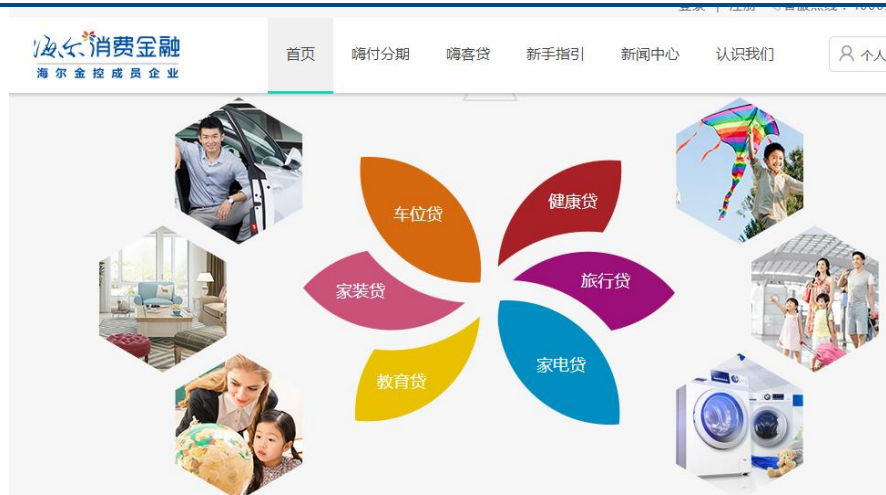 海尔消费金融
海尔金控成员企业
首页 嗨付分期 嗨客贷 新手指引 新闻中心 认识我们 个人
车位贷
健康贷
家装贷
旅行贷
教育贷
家电贷